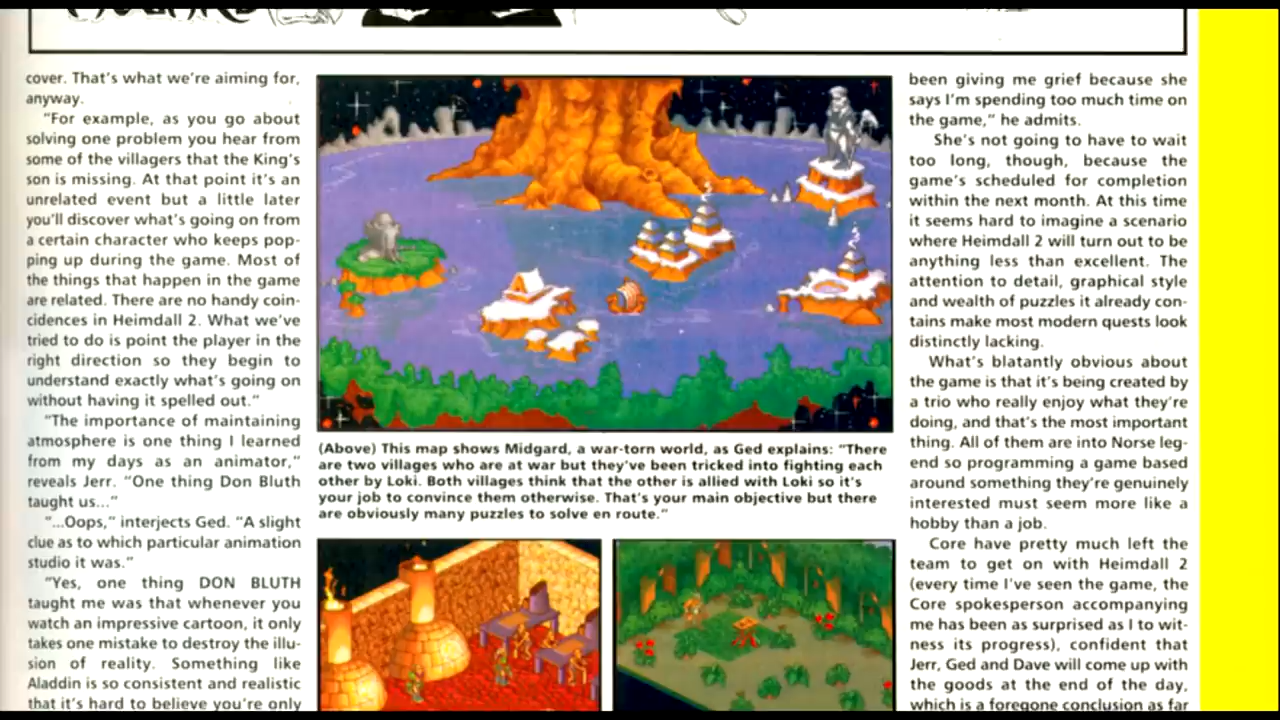 cover. That's what we're aiming for,
anyway.
"For example, as you go about
solving one problem you hear from
some of the villagers that the King's
son is missing. At that point it's an
unrelated event but a little later
you'll discover what's going on from
a certain character who keeps pop-
ping up during the game. Most of
the things that happen in the game
are related. There are no handy coin-
cidences in Heimdall 2. What we've
tried to do is point the player in the
right direction so they begin to
understand exactly what's going on
without having it spelled out."
"The importance of maintaining
atmosphere is one thing I learned
from my days as an animator,"
reveals Jerr. "One thing Don Bluth
taught us..."
"...Oops," interjects Ged. "A slight
clue as to which particular animation
studio it was."
"Yes, one thing DON BLUTH
taught me was that whenever you
watch an impressive cartoon, it only
takes one mistake to destroy the illu-
sion of reality. Something like
Aladdin is so consistent and realistic
that it's hard to believe you're only
(Above) This map shows Midgard, a war-torn world, as Ged explains: "There
are two villages who are at war but they've been tricked into fighting each
other by Loki. Both villages think that the other is allied with Loki so it's
your job to convince them otherwise. That's your main objective but there
are obviously many puzzles to solve en route."
been giving me grief because she
says I'm spending too much time on
the game," he admits.
She's not going to have to wait
too long, though, because the
game's scheduled for completion
within the next month. At this time
it seems hard to imagine a scenario
where Heimdall 2 will turn out to be
anything less than excellent. The
attention to detail, graphical style
and wealth of puzzles it already con-
tains make most modern quests look
distinctly lacking.
What's blatantly obvious about
the game is that it's being created by
a trio who really enjoy what they're
doing, and that's the most important
thing. All of them are into Norse leg-
end so programming a game based
around something they're genuinely
interested must seem more like a
hobby than a job.
Core have pretty much left the
team to get on with Heimdall 2
(every time I've seen the game, the
Core spokesperson accompanying
me has been as surprised as I to wit-
ness its progress), confident that
Jerr, Ged and Dave will come up with
the goods at the end of the day,
which is a foregone conclusion as far